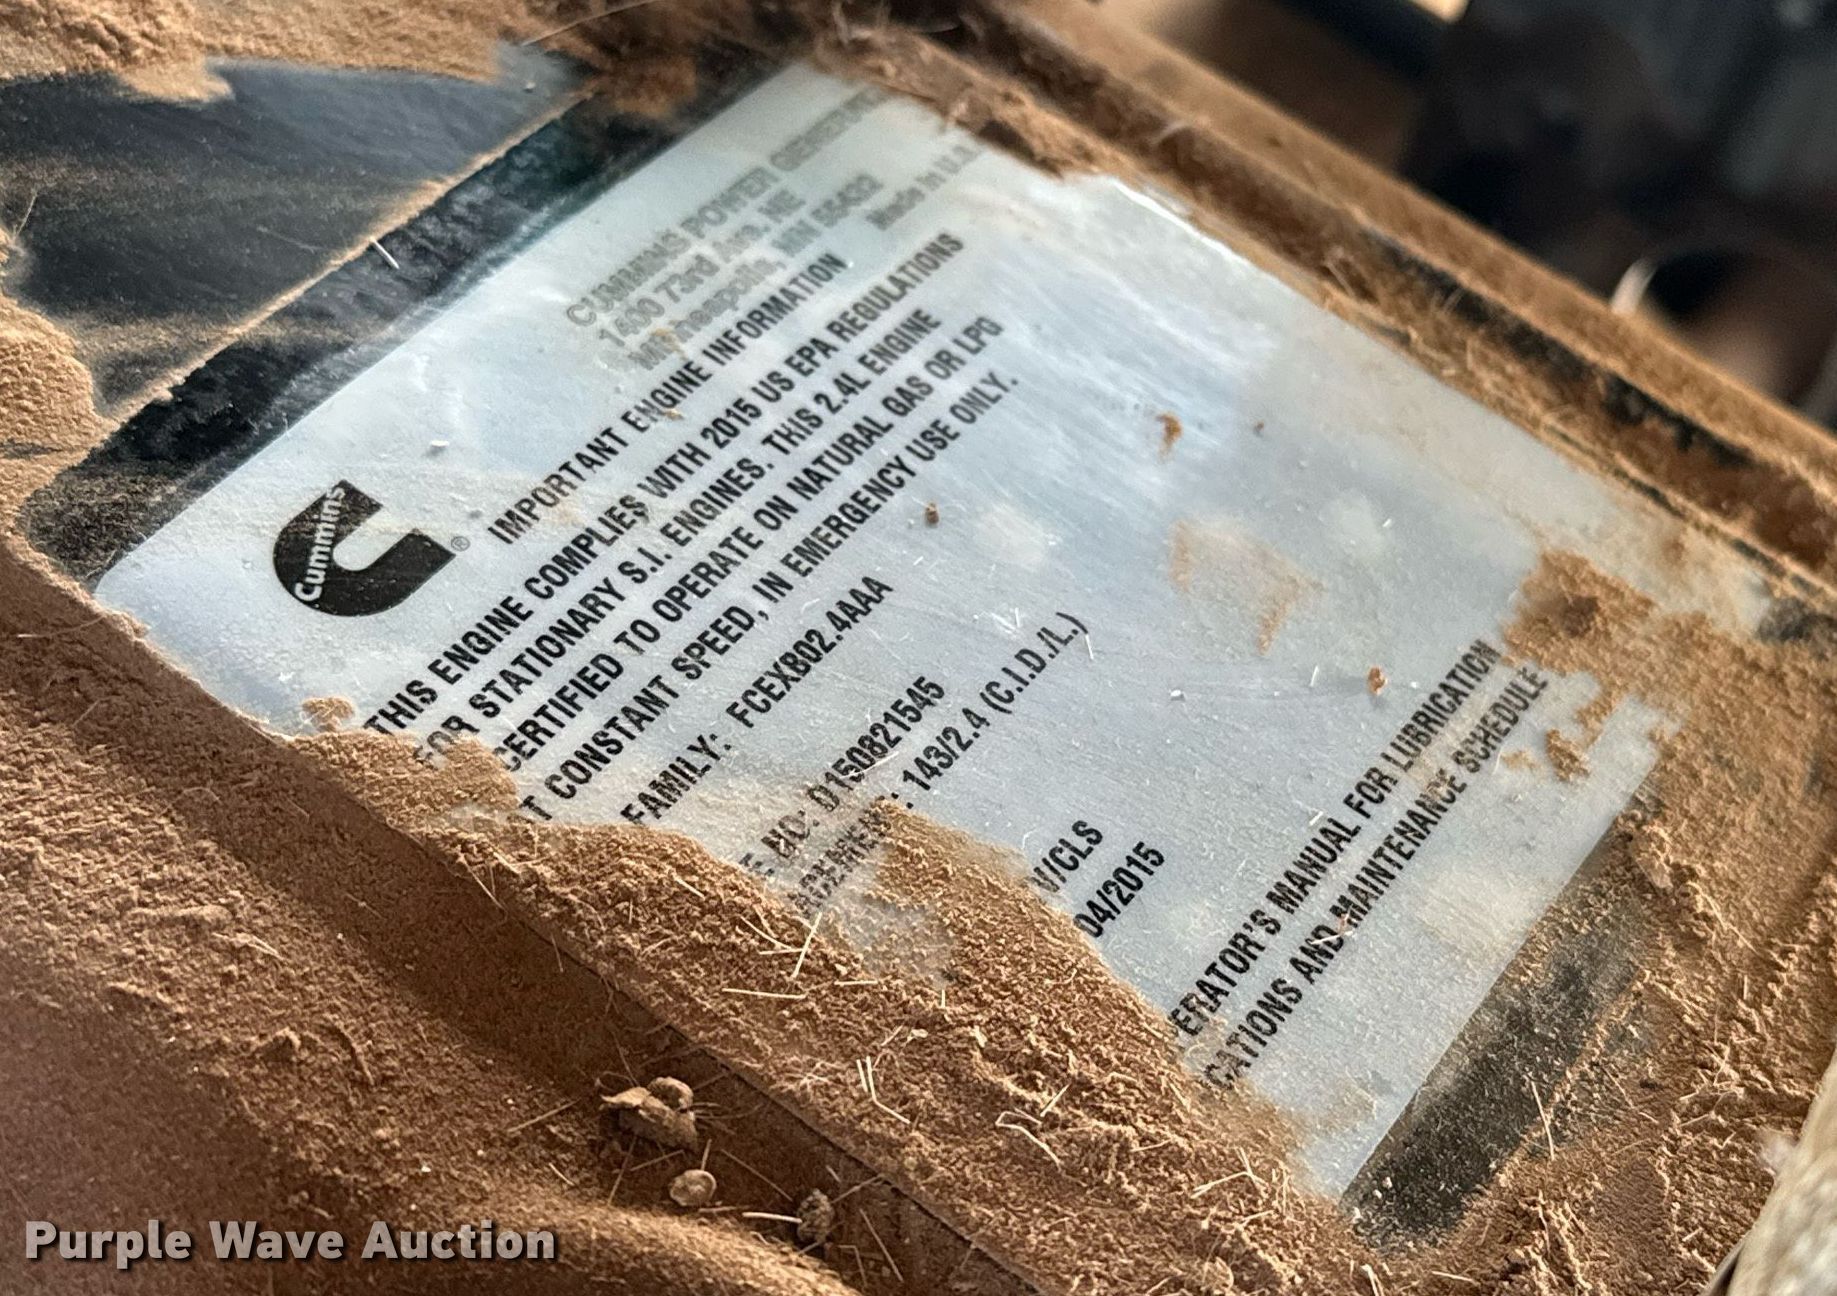 CUMMINS POWER
1400 73rd Ave. NE
Minneapolis, MN 55432
Made in U.S.A.
Cummins
®
IMPORTANT ENGINE INFORMATION
THIS ENGINE COMPLIES WITH 2015 US EPA REGULATIONS
FOR STATIONARY S.I. ENGINES. THIS 2.4L ENGINE
CERTIFIED TO OPERATE ON NATURAL GAS OR LPG
T CONSTANT SPEED, IN EMERGENCY USE ONLY.
FAMILY: FCEXB02.4AAA
NO: D150821545
: 143/2.4 (C.I.D./L.)
V/CLS
04/2015
ERATOR'S MANUAL FOR LUBRICATION
CATIONS AND MAINTENANCE SCHEDULE
Purple Wave Auction